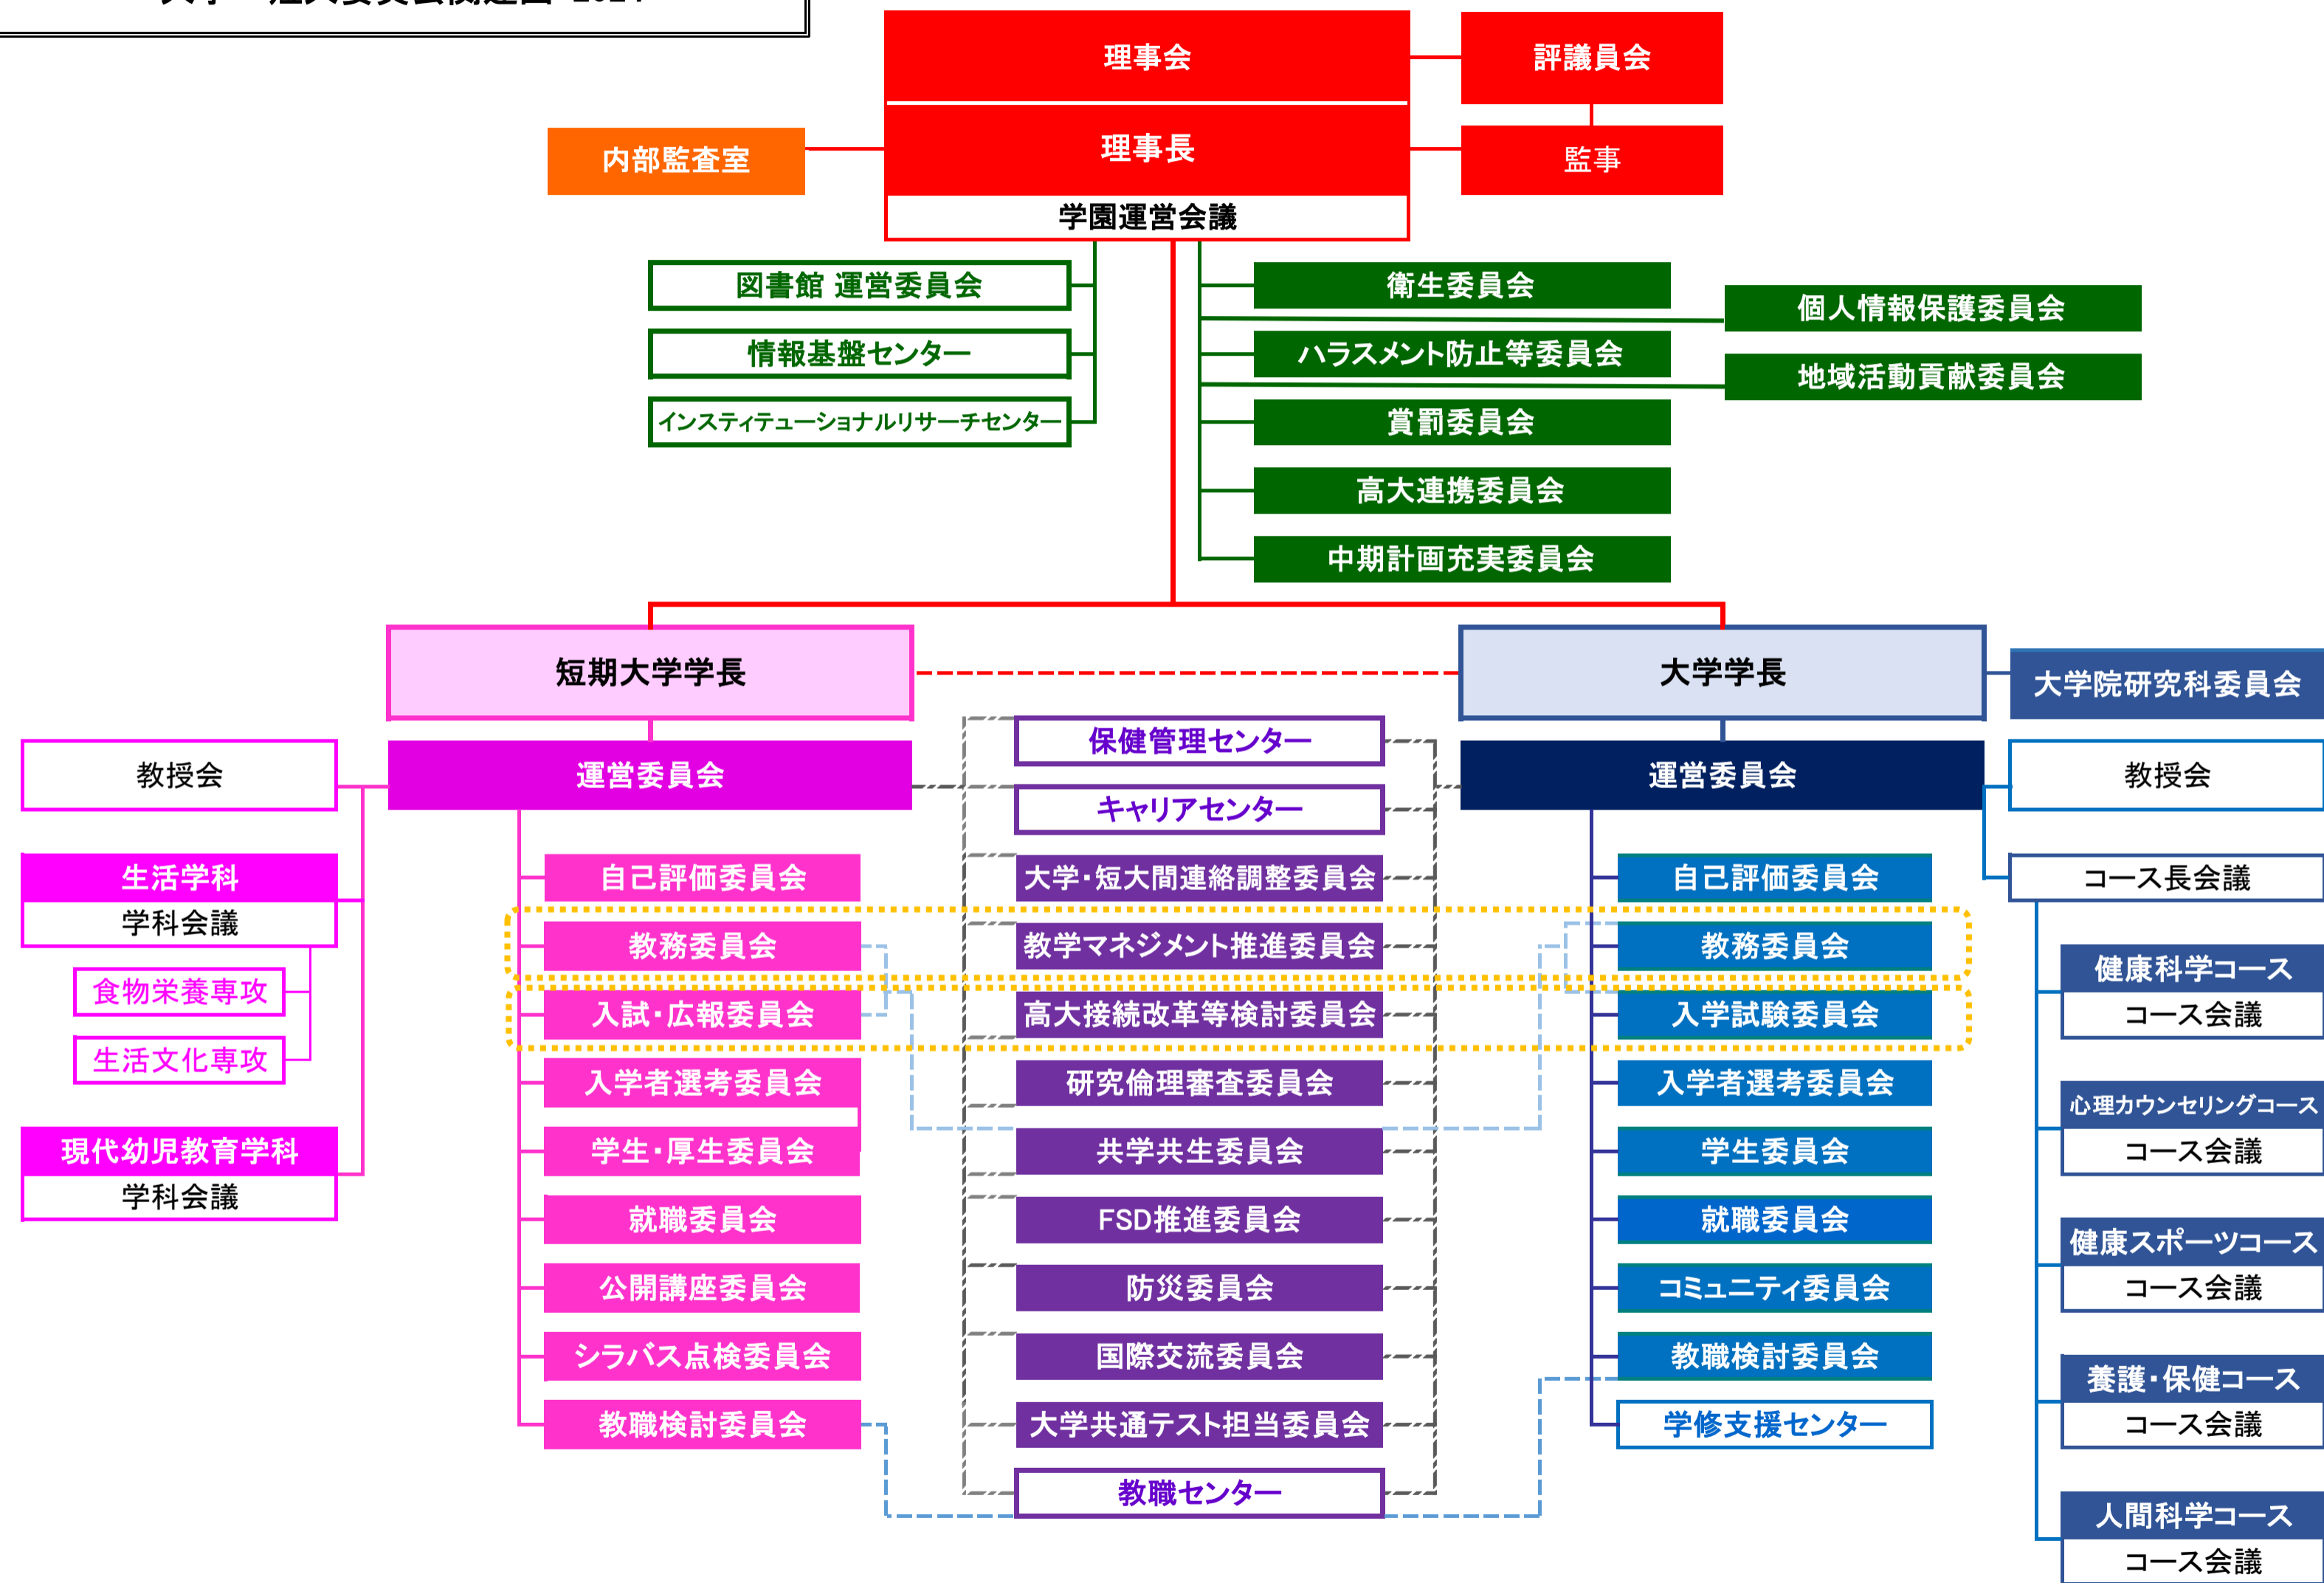 理事会
評議員会
内部監査室
理事長
監事
学園運営会議
図書館 運営委員会
衛生委員会
個人情報保護委員会
情報基盤センター
ハラスメント防止等委員会
地域活動貢献委員会
インスティテューショナルリサーチセンター
賞罰委員会
高大連携委員会
中期計画充実委員会
短期大学学長
大学学長
大学院研究科委員会
教授会
運営委員会
保健管理センター
運営委員会
教授会
キャリアセンター
生活学科
学科会議
食物栄養専攻
生活文化専攻
現代幼児教育学科
学科会議
自己評価委員会
教務委員会
入試・広報委員会
入学者選考委員会
学生・厚生委員会
就職委員会
公開講座委員会
シラバス点検委員会
教職検討委員会
大学・短大間連絡調整委員会
教学マネジメント推進委員会
高大接続改革等検討委員会
研究倫理審査委員会
共学共生委員会
FSD推進委員会
防災委員会
国際交流委員会
大学共通テスト担当委員会
教職センター
自己評価委員会
教務委員会
入学試験委員会
入学者選考委員会
学生委員会
就職委員会
コミュニティ委員会
教職検討委員会
学修支援センター
コース長会議
健康科学コース
コース会議
心理カウンセリングコース
コース会議
健康スポーツコース
コース会議
養護・保健コース
コース会議
人間科学コース
コース会議